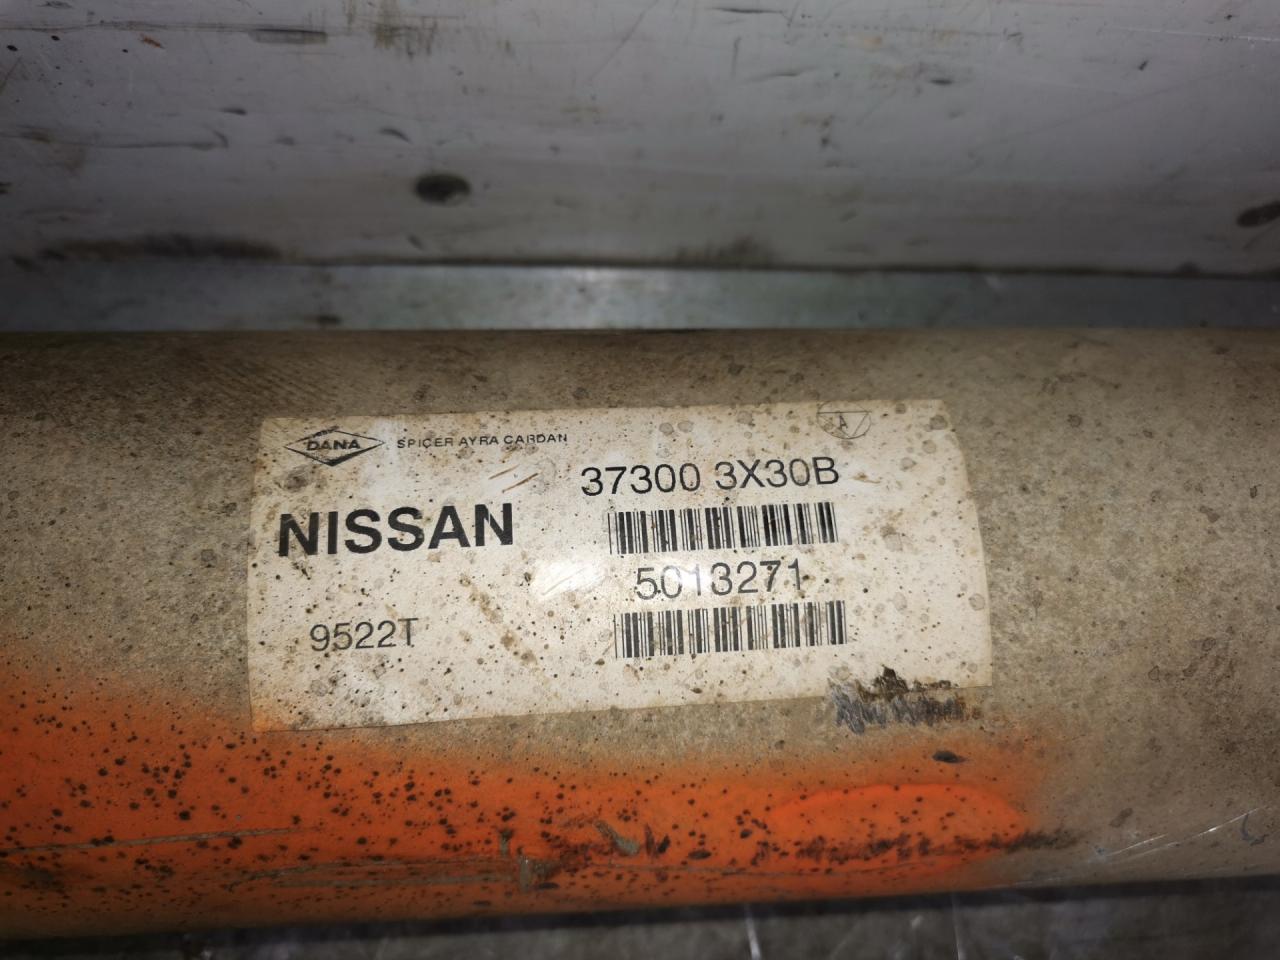 DANA SPICER AYRA CARDAN
A
37300 3X30B
NISSAN
5013271
9522T